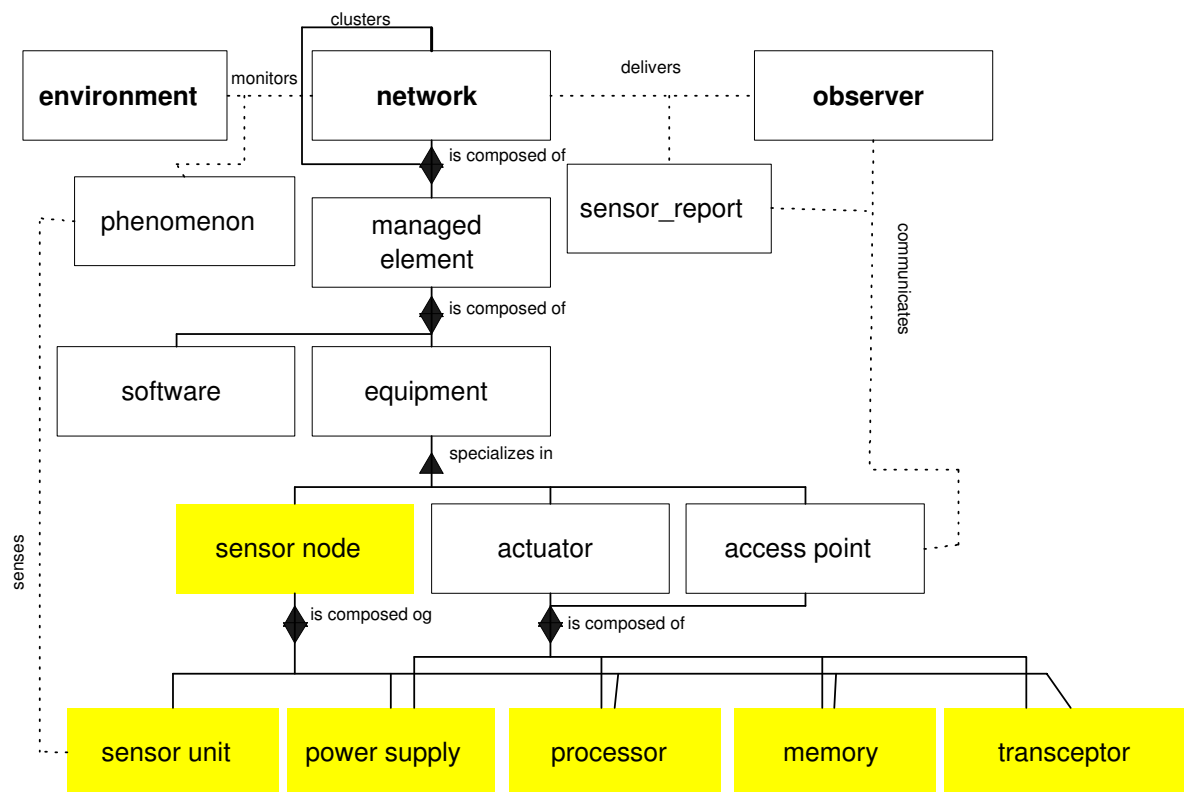 clusters
environment
monitors
network
delivers
observer
is composed of
phenomenon
managed
element
sensor_report
communicates
is composed of
software
equipment
specializes in
senses
sensor node
actuator
access point
is composed og
is composed of
sensor unit
power supply
processor
memory
transceptor